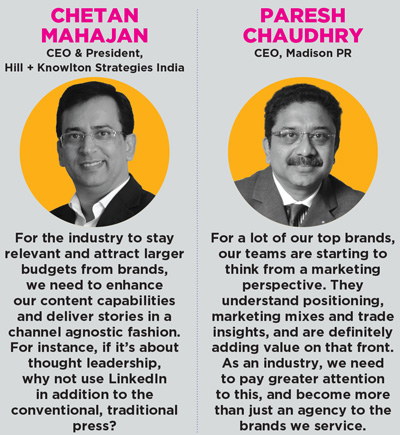 CHETAN
MAHAJAN
CEO & President,
Hill + Knowlton Strategies India
For the industry to stay
relevant and attract larger
budgets from brands,
we need to enhance
our content capabilities
and deliver stories in a
channel agnostic fashion.
For instance, if it's about
thought leadership,
why not use LinkedIn
in addition to the
conventional, traditional
press?
PARESH
CHAUDHRY
CEO, Madison PR
For a lot of our top brands,
our teams are starting to
think from a marketing
perspective. They
understand positioning,
marketing mixes and trade
insights, and are definitely
adding value on that front.
As an industry, we need
to pay greater attention
to this, and become more
than just an agency to the
brands we service.